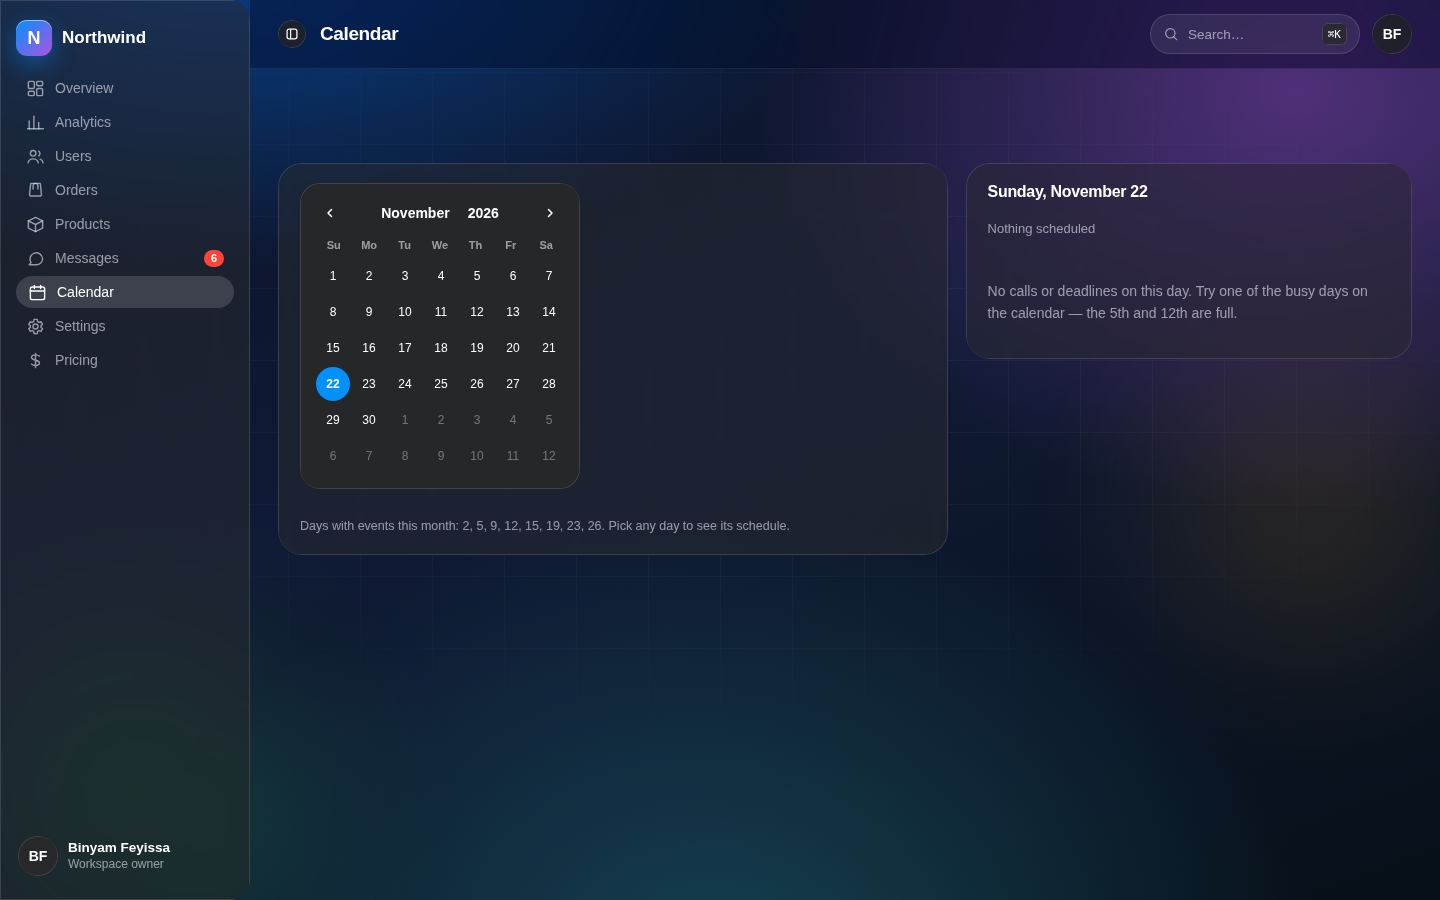 N Northwind
Overview
Analytics
Users
Orders
Products
Messages 6
Calendar
Settings
Pricing
BF Binyam Feyissa
Workspace owner
Calendar
Search… ⌘K BF
November 2026
Su Mo Tu We Th Fr Sa
1 2 3 4 5 6 7
8 9 10 11 12 13 14
15 16 17 18 19 20 21
22 23 24 25 26 27 28
29 30 1 2 3 4 5
6 7 8 9 10 11 12
Days with events this month: 2, 5, 9, 12, 15, 19, 23, 26. Pick any day to see its schedule.
Sunday, November 22
Nothing scheduled
No calls or deadlines on this day. Try one of the busy days on
the calendar — the 5th and 12th are full.